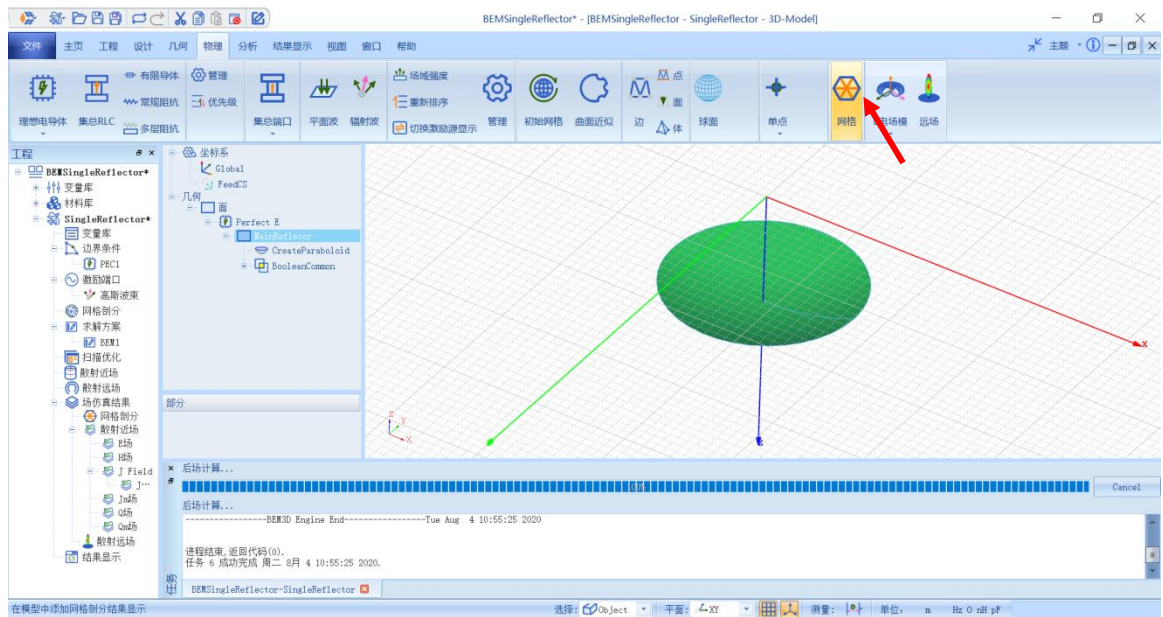 BEMSingleReflector* - [BEMSingleReflector - SingleReflector - 3D-Model]
文件 主页 工程 设计 几何 物理 分析 结果显示 视图 窗口 帮助 主题
理想电导体 集总RLC 有限导体 常规阻抗 多层阻抗 管理 优先级 集总端口 平面波 辐射波 场域强度 重新排序 切换激励源显示 管理 初始网格 曲面近似 边 点 面 体 球面 单点 网格 电场模 远场
工程
BEMSingleReflector*
变量库
材料库
SingleReflector*
变量库
边界条件
PEC1
激励端口
高斯波束
网格剖分
求解方案
BEM1
扫描优化
散射近场
散射远场
场仿真结果
网格剖分
散射近场
E场
H场
J Field
J...
Jn场
Q场
Qn场
散射远场
结果显示
坐标系
Global
FeedCS
几何
面
Perfect E
MainReflecor
CreateParaboloid
BooleanCommon
部分
X
Z
Y
X
后场计算...
Cancel
后场计算...
------------------BEM3D Engine End------------------Tue Aug 4 10:55:25 2020
进程结束,返回代码(0).
任务 6 成功完成 周二 8月 4 10:55:25 2020.
任务
BEMSingleReflector-SingleReflector
在模型中添加网格剖分结果显示 选择: Object 平面: XY 测量: 单位: m Hz O nH pF